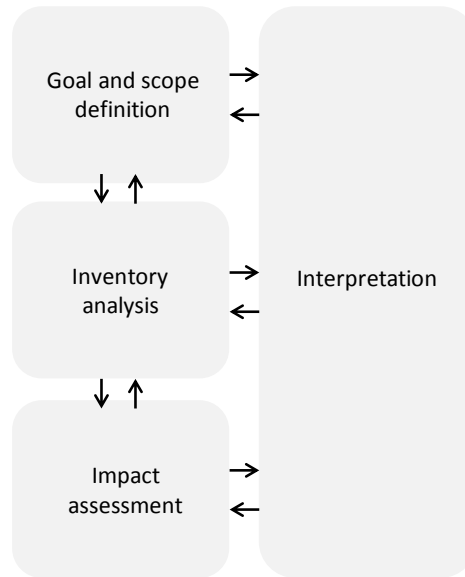 Goal and scope
definition
Inventory
analysis
Interpretation
Impact
assessment